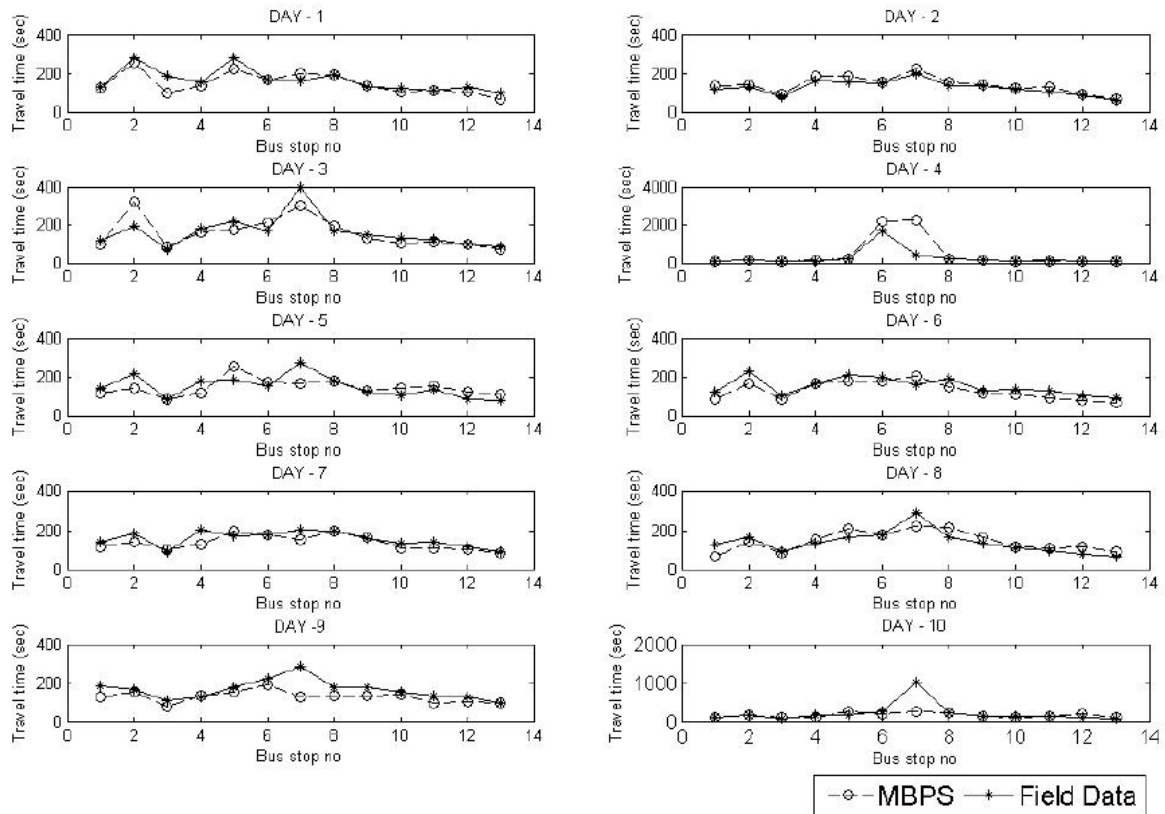 DAY - 1
400
200
0
Travel time (sec)
0 2 4 6 8 10 12 14
Bus stop no
DAY - 2
400
200
0
Travel time (sec)
0 2 4 6 8 10 12 14
Bus stop no
DAY - 3
400
200
0
Travel time (sec)
0 2 4 6 8 10 12 14
Bus stop no
DAY - 4
4000
2000
0
Travel time (sec)
0 2 4 6 8 10 12 14
Bus stop no
DAY - 5
400
200
0
Travel time (sec)
0 2 4 6 8 10 12 14
Bus stop no
DAY - 6
400
200
0
Travel time (sec)
0 2 4 6 8 10 12 14
Bus stop no
DAY - 7
400
200
0
Travel time (sec)
0 2 4 6 8 10 12 14
Bus stop no
DAY - 8
400
200
0
Travel time (sec)
0 2 4 6 8 10 12 14
Bus stop no
DAY -9
400
200
0
Travel time (sec)
0 2 4 6 8 10 12 14
Bus stop no
DAY - 10
2000
1000
0
Travel time (sec)
0 2 4 6 8 10 12 14
Bus stop no
MBPS Field Data